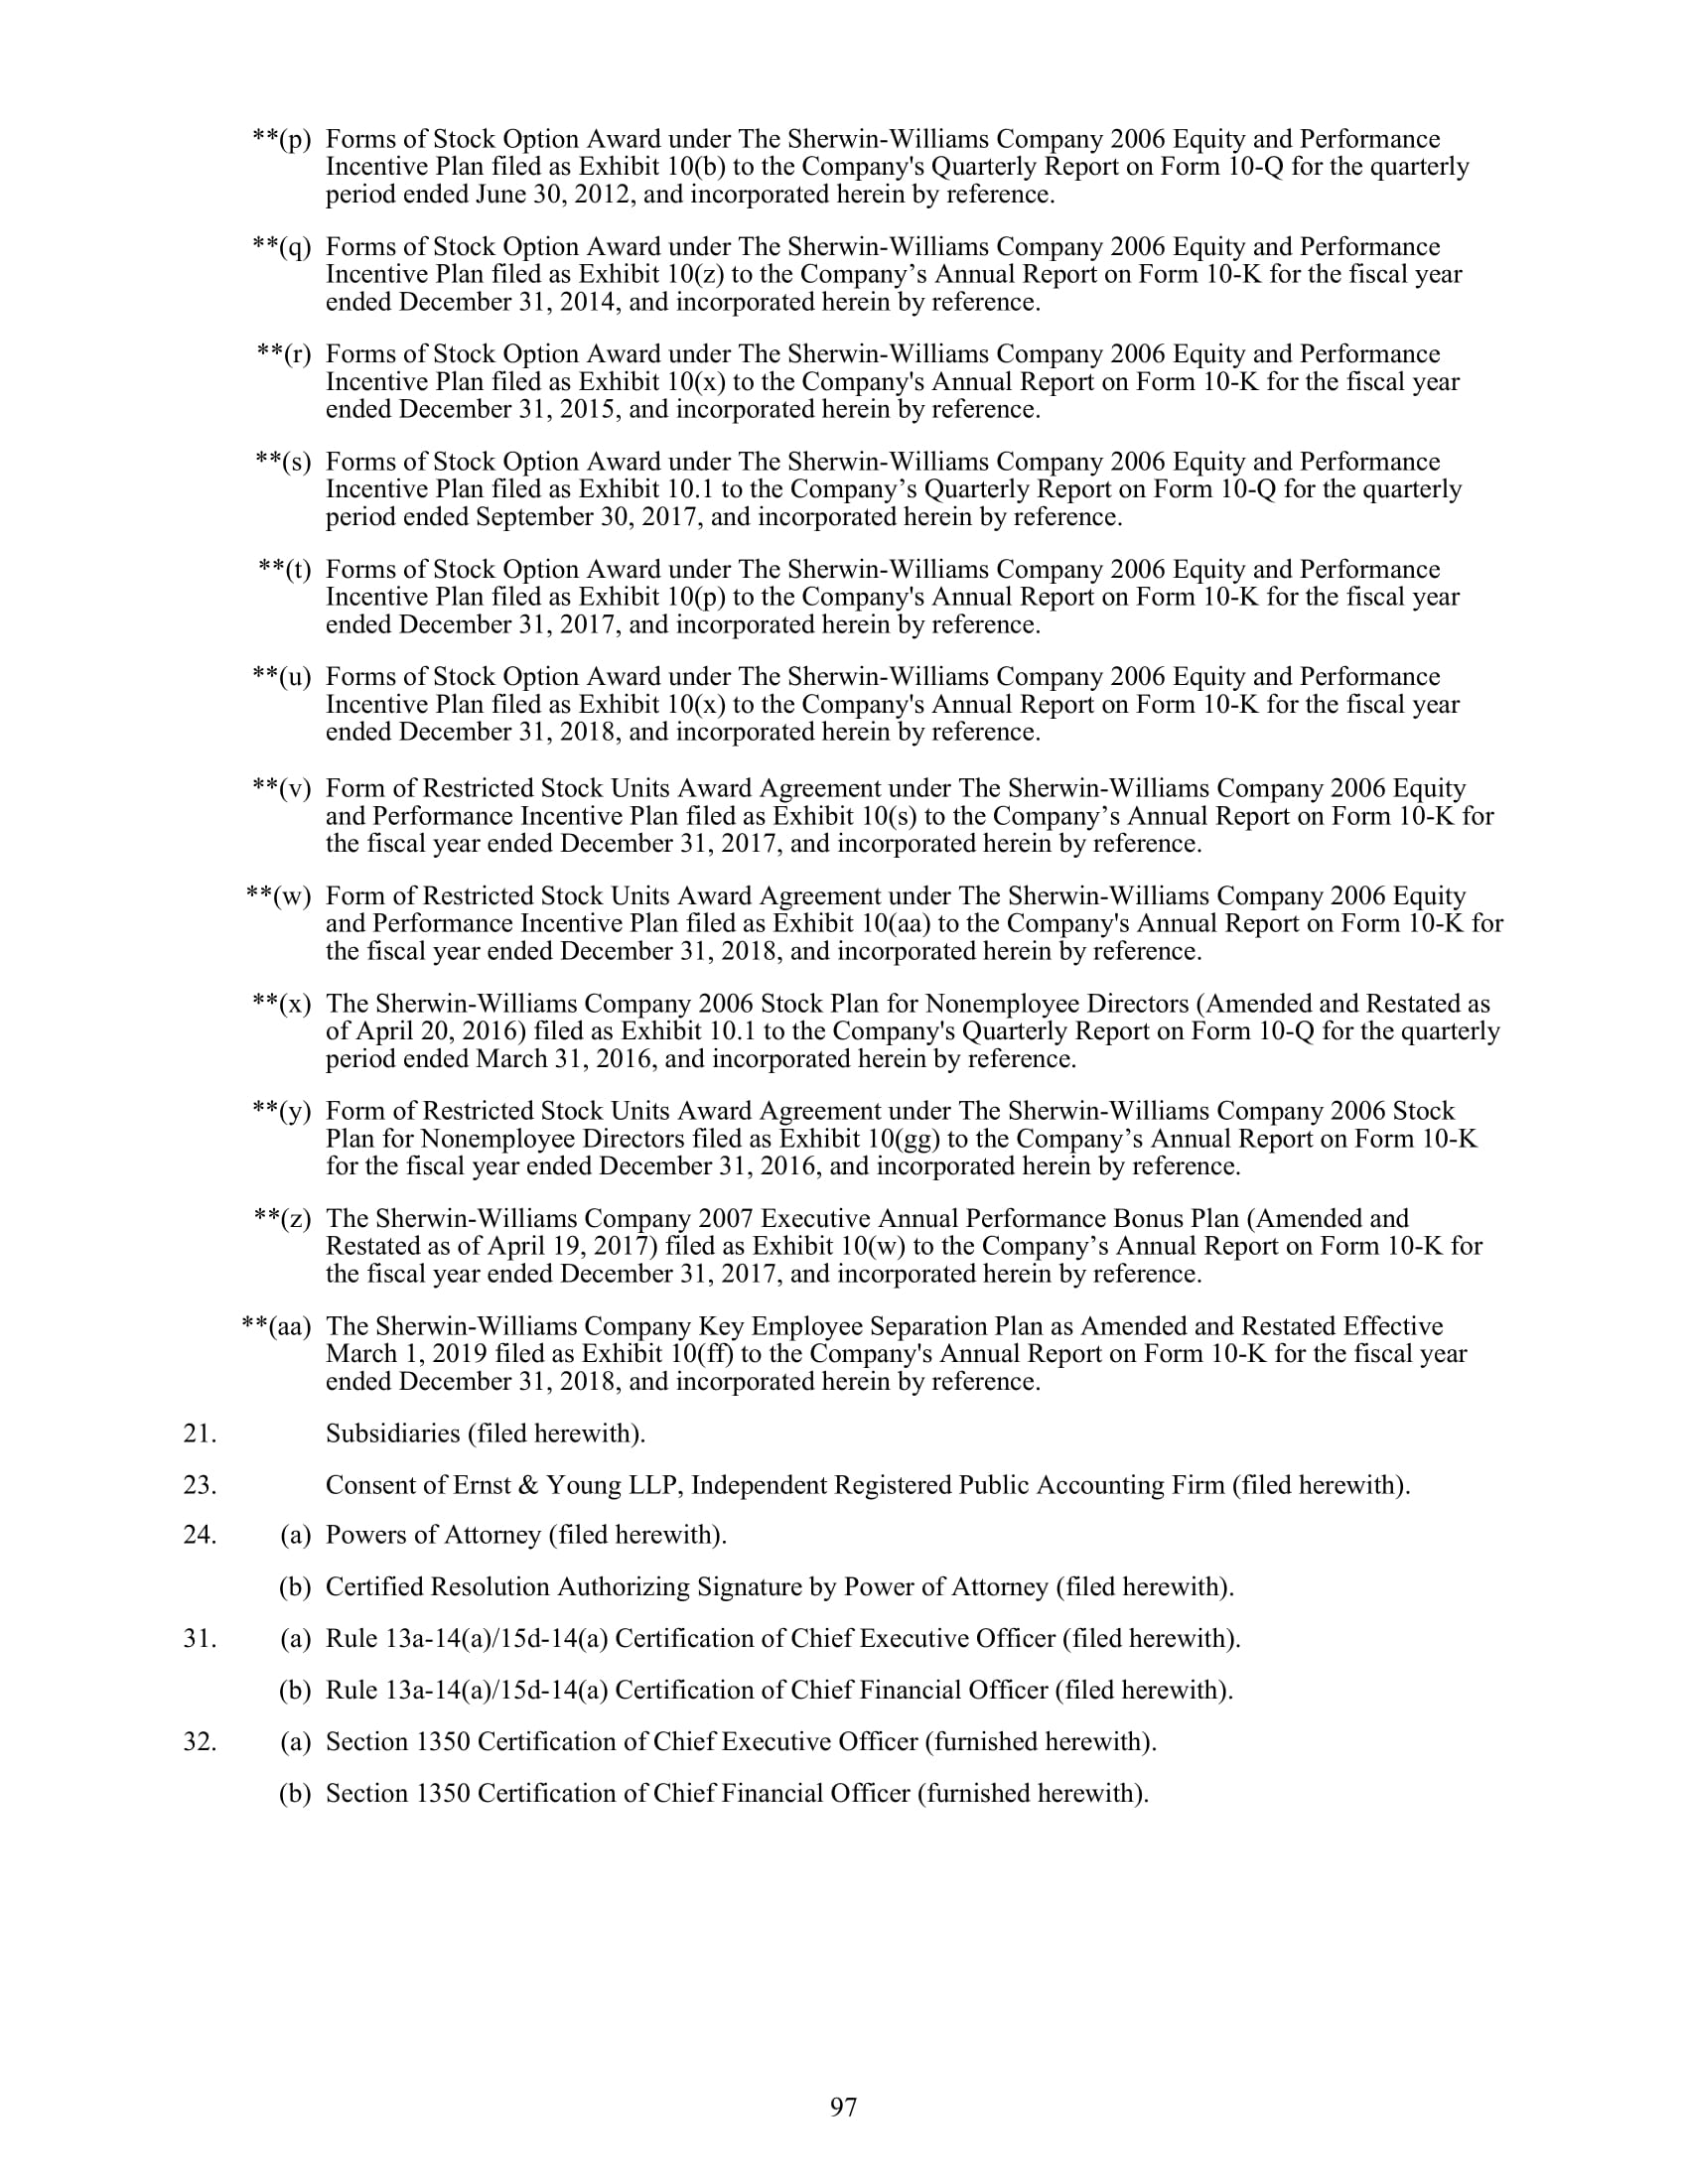 **(p) Forms of Stock Option Award under The Sherwin-Williams Company 2006 Equity and Performance
Incentive Plan filed as Exhibit 10(b) to the Company's Quarterly Report on Form 10-Q for the quarterly
period ended June 30, 2012, and incorporated herein by reference.
**(q) Forms of Stock Option Award under The Sherwin-Williams Company 2006 Equity and Performance
Incentive Plan filed as Exhibit 10(z) to the Company’s Annual Report on Form 10-K for the fiscal year
ended December 31, 2014, and incorporated herein by reference.
**(r) Forms of Stock Option Award under The Sherwin-Williams Company 2006 Equity and Performance
Incentive Plan filed as Exhibit 10(x) to the Company's Annual Report on Form 10-K for the fiscal year
ended December 31, 2015, and incorporated herein by reference.
**(s) Forms of Stock Option Award under The Sherwin-Williams Company 2006 Equity and Performance
Incentive Plan filed as Exhibit 10.1 to the Company’s Quarterly Report on Form 10-Q for the quarterly
period ended September 30, 2017, and incorporated herein by reference.
**(t) Forms of Stock Option Award under The Sherwin-Williams Company 2006 Equity and Performance
Incentive Plan filed as Exhibit 10(p) to the Company's Annual Report on Form 10-K for the fiscal year
ended December 31, 2017, and incorporated herein by reference.
**(u) Forms of Stock Option Award under The Sherwin-Williams Company 2006 Equity and Performance
Incentive Plan filed as Exhibit 10(x) to the Company's Annual Report on Form 10-K for the fiscal year
ended December 31, 2018, and incorporated herein by reference.
**(v) Form of Restricted Stock Units Award Agreement under The Sherwin-Williams Company 2006 Equity
and Performance Incentive Plan filed as Exhibit 10(s) to the Company’s Annual Report on Form 10-K for
the fiscal year ended December 31, 2017, and incorporated herein by reference.
**(w) Form of Restricted Stock Units Award Agreement under The Sherwin-Williams Company 2006 Equity
and Performance Incentive Plan filed as Exhibit 10(aa) to the Company's Annual Report on Form 10-K for
the fiscal year ended December 31, 2018, and incorporated herein by reference.
**(x) The Sherwin-Williams Company 2006 Stock Plan for Nonemployee Directors (Amended and Restated as
of April 20, 2016) filed as Exhibit 10.1 to the Company's Quarterly Report on Form 10-Q for the quarterly
period ended March 31, 2016, and incorporated herein by reference.
**(y) Form of Restricted Stock Units Award Agreement under The Sherwin-Williams Company 2006 Stock
Plan for Nonemployee Directors filed as Exhibit 10(gg) to the Company’s Annual Report on Form 10-K
for the fiscal year ended December 31, 2016, and incorporated herein by reference.
**(z) The Sherwin-Williams Company 2007 Executive Annual Performance Bonus Plan (Amended and
Restated as of April 19, 2017) filed as Exhibit 10(w) to the Company’s Annual Report on Form 10-K for
the fiscal year ended December 31, 2017, and incorporated herein by reference.
**(aa) The Sherwin-Williams Company Key Employee Separation Plan as Amended and Restated Effective
March 1, 2019 filed as Exhibit 10(ff) to the Company's Annual Report on Form 10-K for the fiscal year
ended December 31, 2018, and incorporated herein by reference.
21. Subsidiaries (filed herewith).
23. Consent of Ernst & Young LLP, Independent Registered Public Accounting Firm (filed herewith).
24. (a) Powers of Attorney (filed herewith).
(b) Certified Resolution Authorizing Signature by Power of Attorney (filed herewith).
31. (a) Rule 13a-14(a)/15d-14(a) Certification of Chief Executive Officer (filed herewith).
(b) Rule 13a-14(a)/15d-14(a) Certification of Chief Financial Officer (filed herewith).
32. (a) Section 1350 Certification of Chief Executive Officer (furnished herewith).
(b) Section 1350 Certification of Chief Financial Officer (furnished herewith).
97